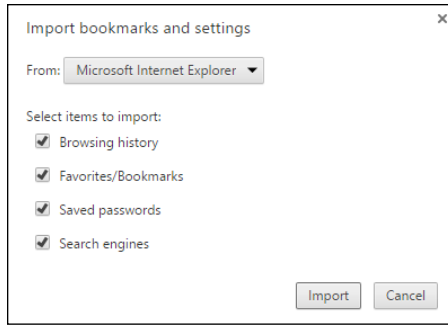 Import bookmarks and settings
From: Microsoft Internet Explorer
Select items to import:
Browsing history
Favorites/Bookmarks
Saved passwords
Search engines
Import Cancel